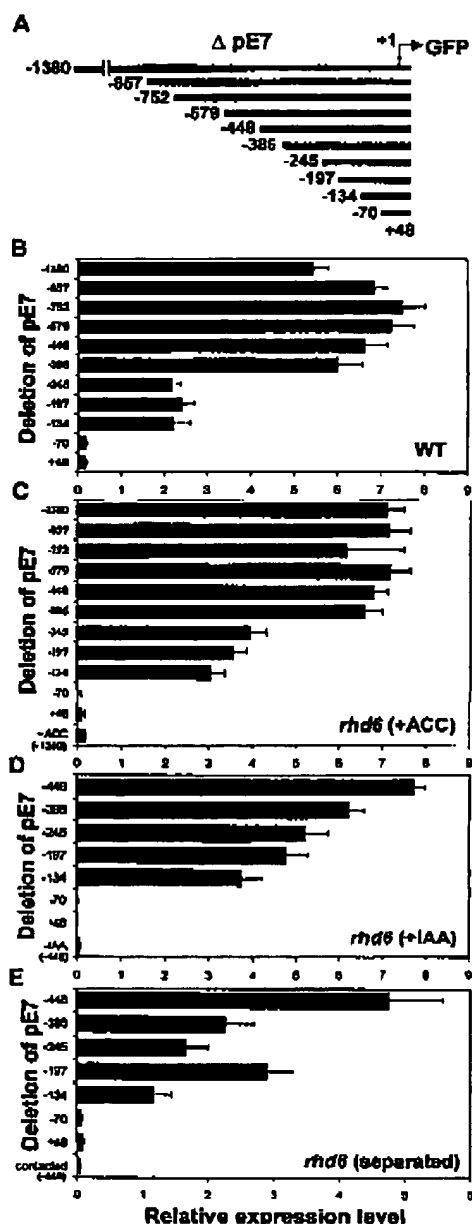 A
Δ pE7
+1
GFP
-1380
-857
-752
-579
-448
-386
-245
-197
-134
-70
+48
B
Deletion of pE7
-1380
-857
-752
-579
-448
-386
-245
-197
-134
-70
+48
WT
0 1 2 3 4 5 6 7 8 9
C
Deletion of pE7
-1380
-857
-752
-579
-448
-386
-245
-197
-134
-70
+48
-ACC
(-1380)
rhd6 (+ACC)
0 1 2 3 4 5 6 7 8 9
D
Deletion of pE7
-448
-386
-245
-197
-134
-70
+48
-IAA
(-448)
rhd6 (+IAA)
0 1 2 3 4 5 6 7 8 9
E
Deletion of pE7
-448
-386
-245
-197
-134
-70
+48
contacted
(-448)
rhd6 (separated)
0 1 2 3 4 5 6 7 8 9
Relative expression level